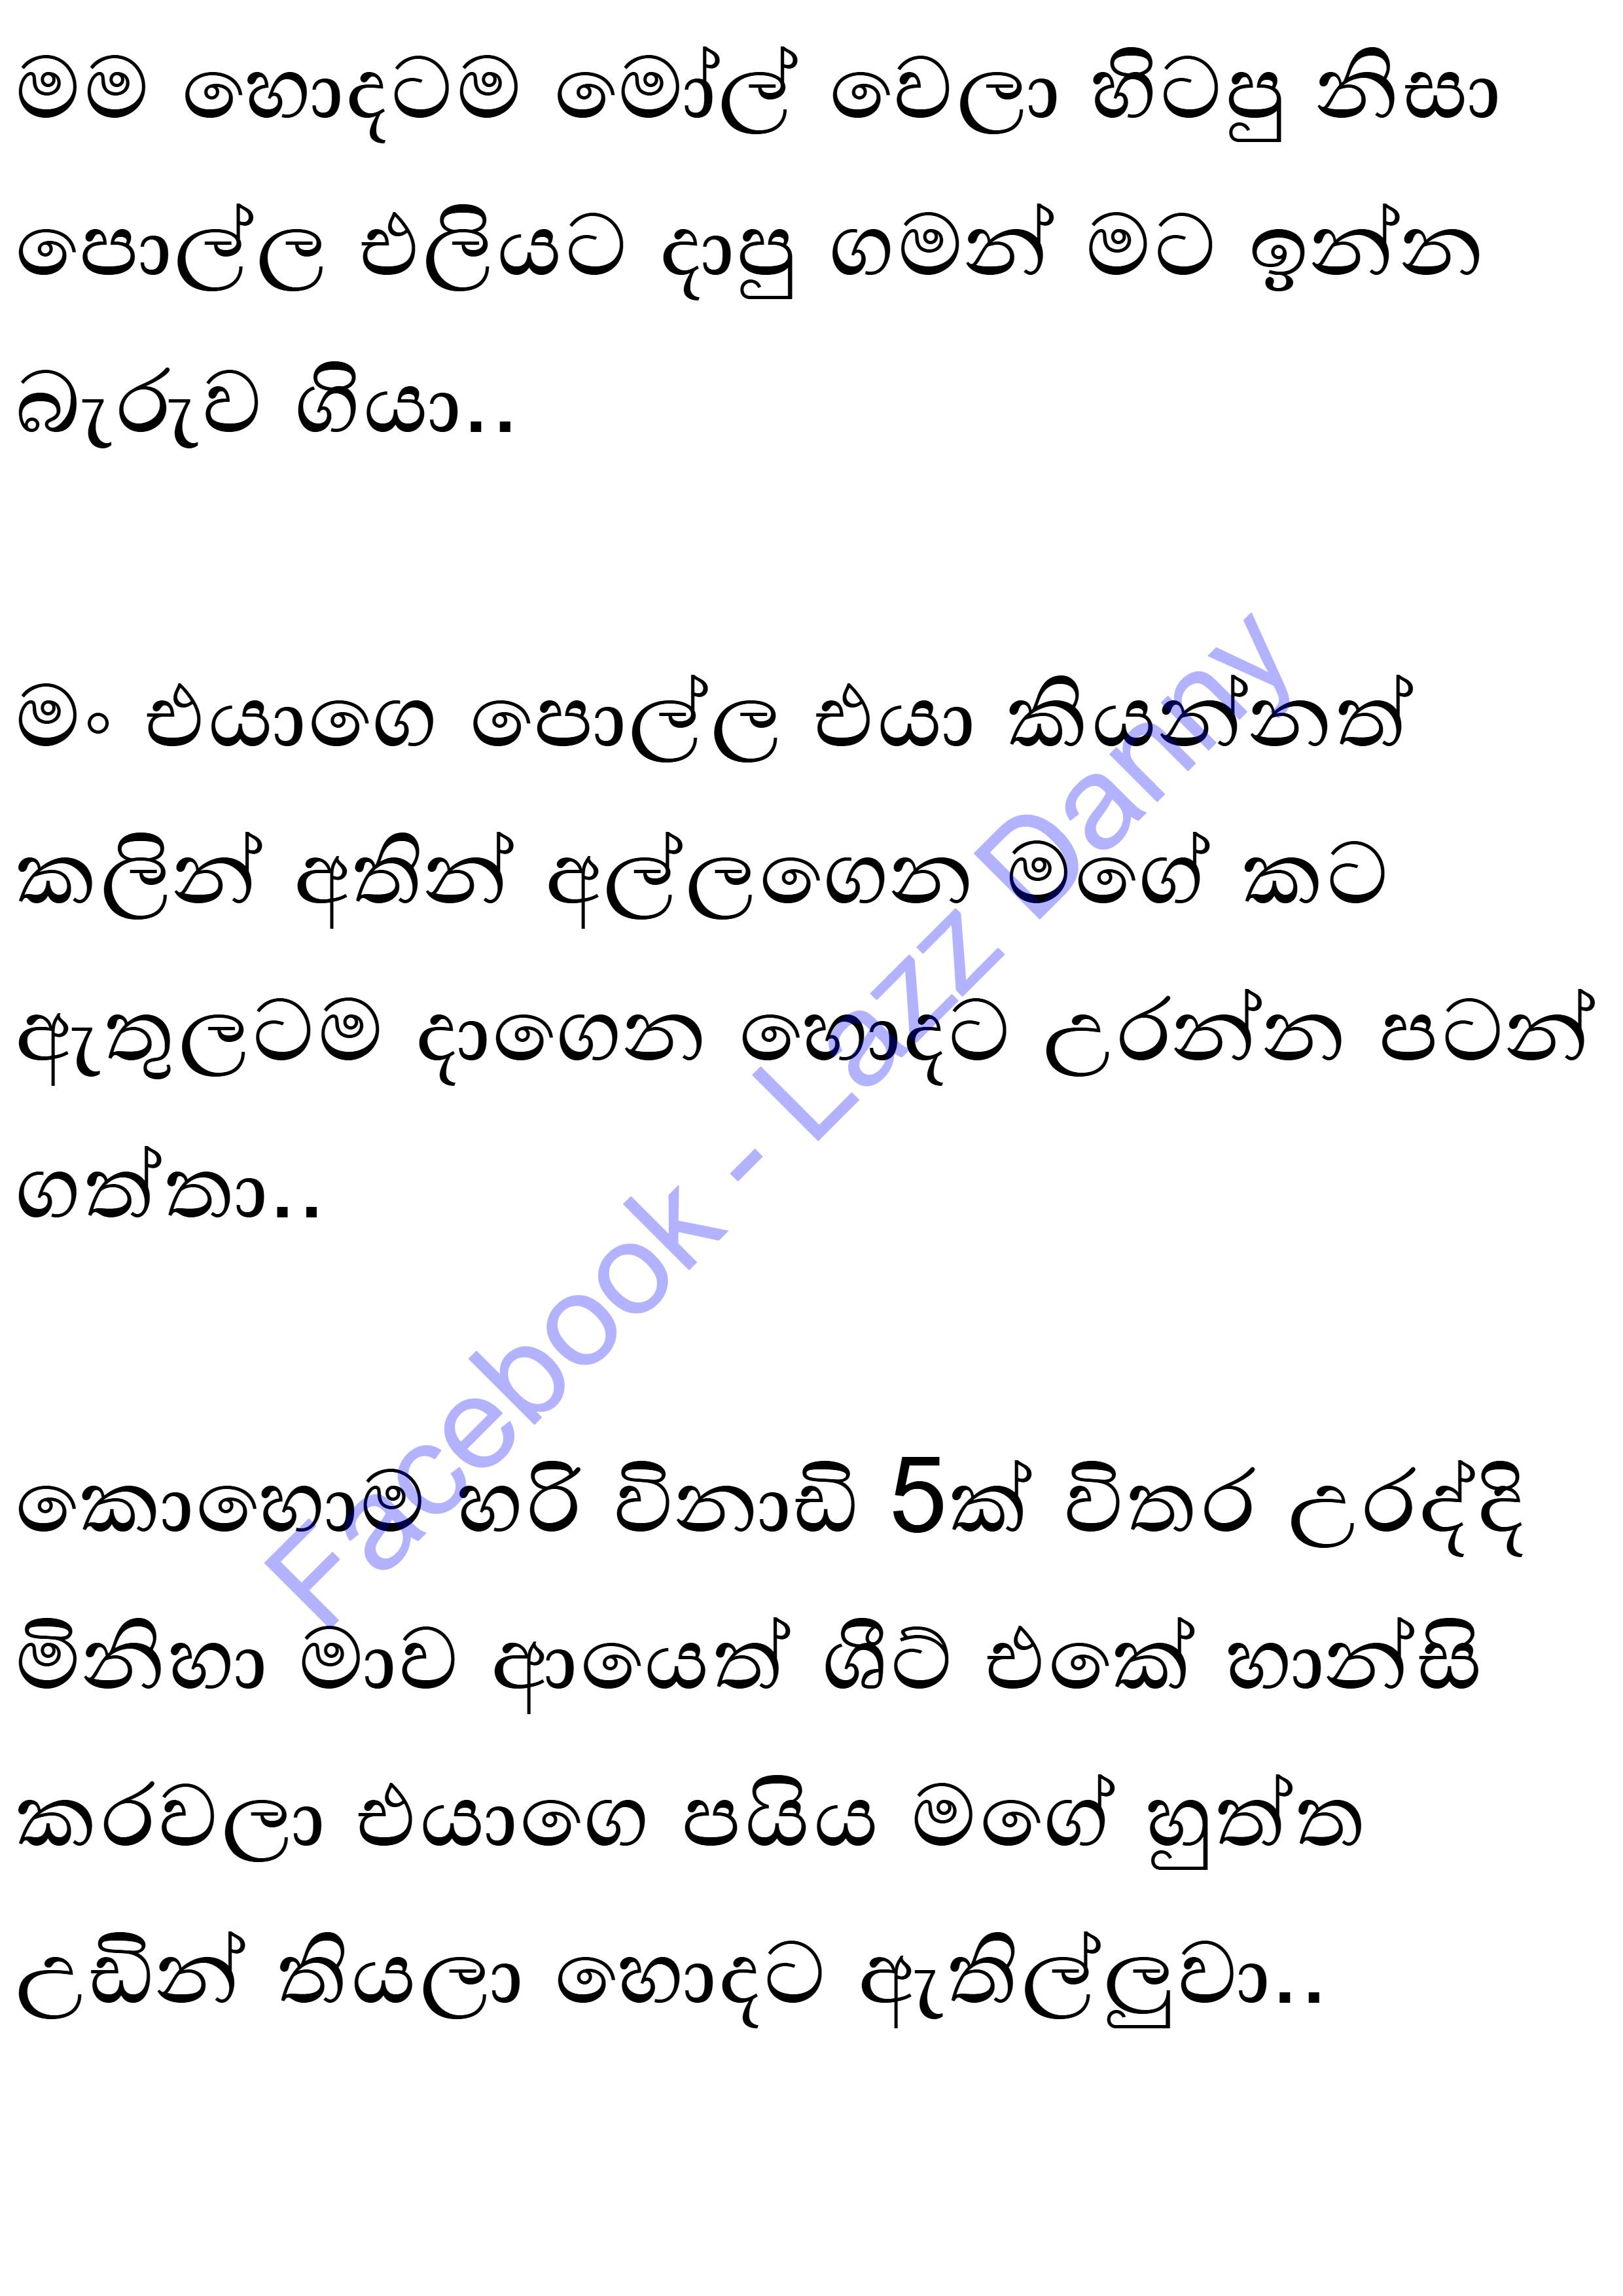 මම හොදටම මෝල් වෙලා හිටපු නිසා
පොල්ල එලියට දාපු ගමන් මට ඉන්න
බැරුව ගියා..
මං එයාගෙ පොල්ල එයා කියන්නත්
කලින් අතින් අල්ලගෙන මගේ කට
ඇතුලටම දාගෙන හොදට උරන්න පටන්
ගත්තා..
කොහොම හරි විනාඩි 5ක් විතර උරද්දි
මිනිහා මාව ආයෙත් ශීට් එකේ හාන්සි
කරවලා එයාගෙ පයිය මගේ හුත්ත
උඩින් තියලා හොදට ඇතිල්ලුවා..
Facebook - Lazz Danny